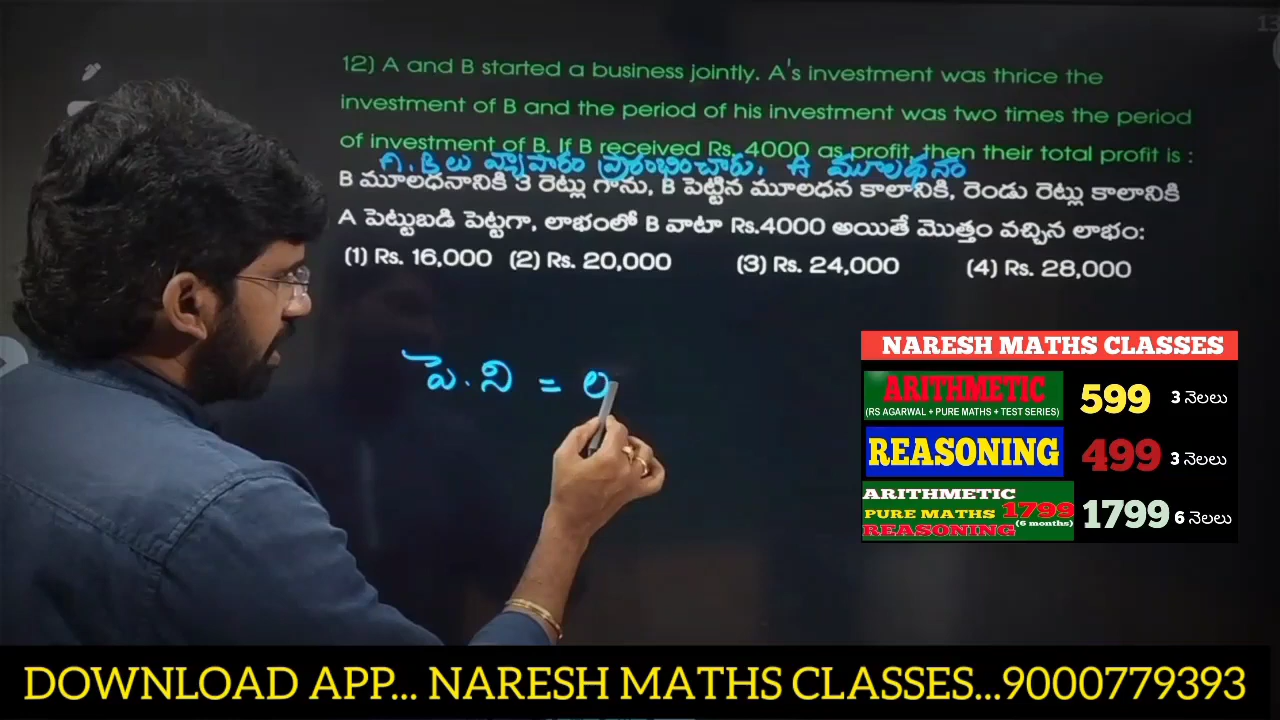 12) A and B started a business jointly. A's investment was thrice the
investment of B and the period of his investment was two times the period
of investment of B. If B received Rs. 4000 as profit, then their total profit is :
A, B లు వ్యాపారం ప్రారంభించారు, A మూలధనం
B మూలధనానికి 3 రెట్లు గాను, B పెట్టిన మూలధన కాలానికి, రెండు రెట్లు కాలానికి
A పెట్టుబడి పెట్టగా, లాభంలో B వాటా Rs.4000 అయితే మొత్తం వచ్చిన లాభం:
(1) Rs. 16,000 (2) Rs. 20,000 (3) Rs. 24,000 (4) Rs. 28,000
పె. ని = ల
NARESH MATHS CLASSES
ARITHMETIC 599 3 నెలలు
(RS AGARWAL + PURE MATHS + TEST SERIES)
REASONING 499 3 నెలలు
ARITHMETIC
PURE MATHS 1799 1799 6 నెలలు
REASONING (6 months)
DOWNLOAD APP... NARESH MATHS CLASSES...9000779393